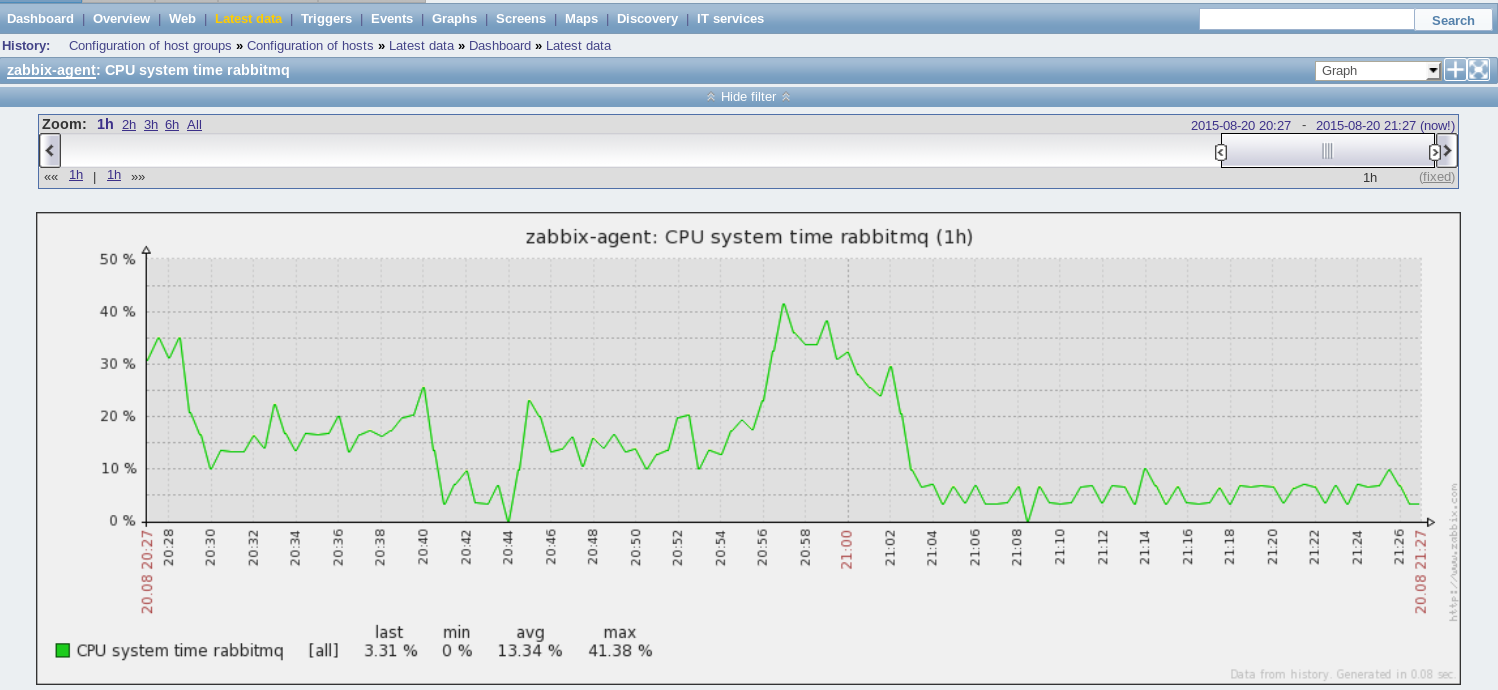 Dashboard | Overview | Web | Latest data | Triggers | Events | Graphs | Screens | Maps | Discovery | IT services Search
History: Configuration of host groups » Configuration of hosts » Latest data » Dashboard » Latest data
zabbix-agent: CPU system time rabbitmq Graph
Hide filter
Zoom: 1h 2h 3h 6h All 2015-08-20 20:27 - 2015-08-20 21:27 (now!)
«« 1h | 1h »» 1h (fixed)
zabbix-agent: CPU system time rabbitmq (1h)
50 %
40 %
30 %
20 %
10 %
0 %
20.08 20:27 20:28 20:30 20:32 20:34 20:36 20:38 20:40 20:42 20:44 20:46 20:48 20:50 20:52 20:54 20:56 20:58 21:00 21:02 21:04 21:06 21:08 21:10 21:12 21:14 21:16 21:18 21:20 21:22 21:24 21:26 20.08 21:27
http://www.zabbix.com
last min avg max
CPU system time rabbitmq [all] 3.31 % 0 % 13.34 % 41.38 %
Data from history. Generated in 0.08 sec.